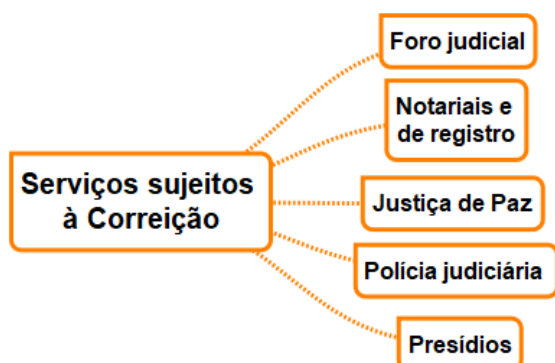 Serviços sujeitos
à Correição
Foro judicial
Notariais e
de registro
Justiça de Paz
Polícia judiciária
Presídios